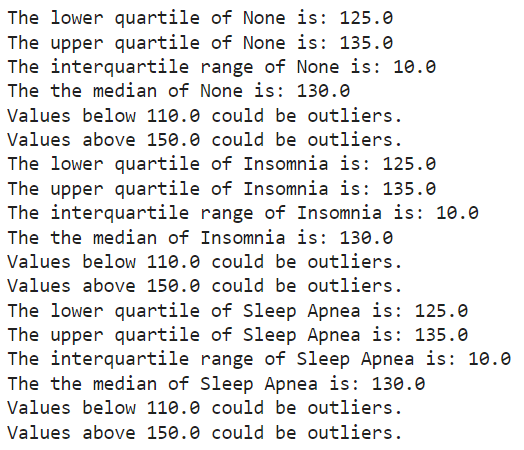 The lower quartile of None is: 125.0
The upper quartile of None is: 135.0
The interquartile range of None is: 10.0
The the median of None is: 130.0
Values below 110.0 could be outliers.
Values above 150.0 could be outliers.
The lower quartile of Insomnia is: 125.0
The upper quartile of Insomnia is: 135.0
The interquartile range of Insomnia is: 10.0
The the median of Insomnia is: 130.0
Values below 110.0 could be outliers.
Values above 150.0 could be outliers.
The lower quartile of Sleep Apnea is: 125.0
The upper quartile of Sleep Apnea is: 135.0
The interquartile range of Sleep Apnea is: 10.0
The the median of Sleep Apnea is: 130.0
Values below 110.0 could be outliers.
Values above 150.0 could be outliers.